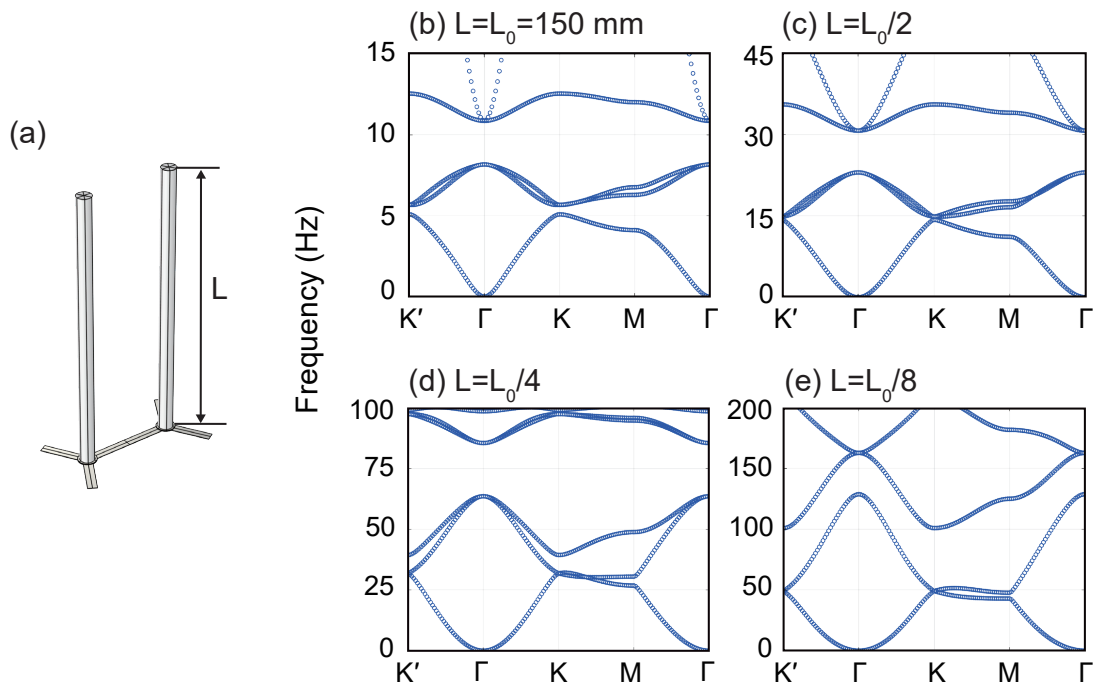 (a)
L
Frequency (Hz)
(b) L=L₀=150 mm
15
10
5
0
K′ Γ K M Γ
(c) L=L₀/2
45
30
15
0
K′ Γ K M Γ
(d) L=L₀/4
100
75
50
25
0
K′ Γ K M Γ
(e) L=L₀/8
200
150
100
50
0
K′ Γ K M Γ